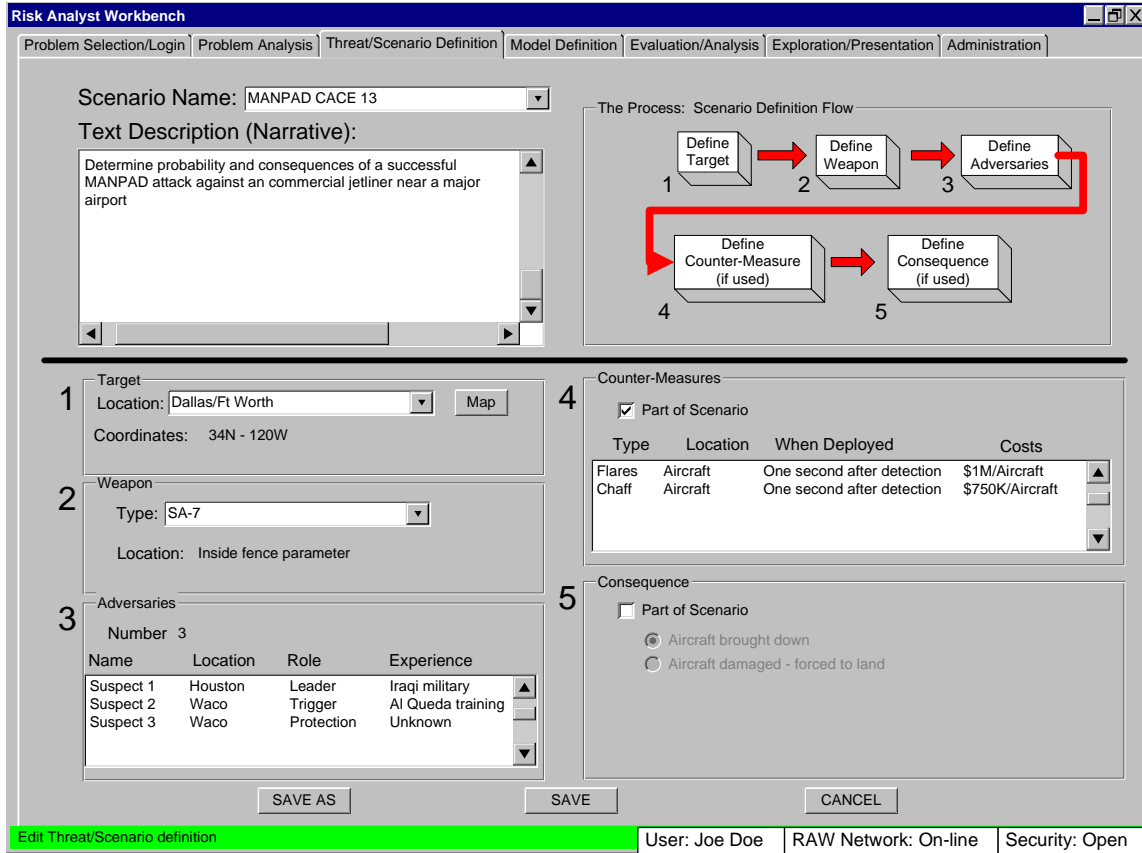 Risk Analyst Workbench
Problem Selection/Login Problem Analysis Threat/Scenario Definition Model Definition Evaluation/Analysis Exploration/Presentation Administration
Scenario Name: MANPAD CACE 13
Text Description (Narrative):
Determine probability and consequences of a successful
MANPAD attack against an commercial jetliner near a major
airport
The Process: Scenario Definition Flow
Define
Target
1
Define
Weapon
2
Define
Adversaries
3
Define
Counter-Measure
(if used)
4
Define
Consequence
(if used)
5
1
Target
Location: Dallas/Ft Worth Map
Coordinates: 34N - 120W
2
Weapon
Type: SA-7
Location: Inside fence parameter
3
Adversaries
Number 3
Name Location Role Experience
Suspect 1 Houston Leader Iraqi military
Suspect 2 Waco Trigger Al Queda training
Suspect 3 Waco Protection Unknown
4
Counter-Measures
Part of Scenario
Type Location When Deployed Costs
Flares Aircraft One second after detection $1M/Aircraft
Chaff Aircraft One second after detection $750K/Aircraft
5
Consequence
Part of Scenario
Aircraft brought down
Aircraft damaged - forced to land
SAVE AS SAVE CANCEL
Edit Threat/Scenario definition User: Joe Doe RAW Network: On-line Security: Open